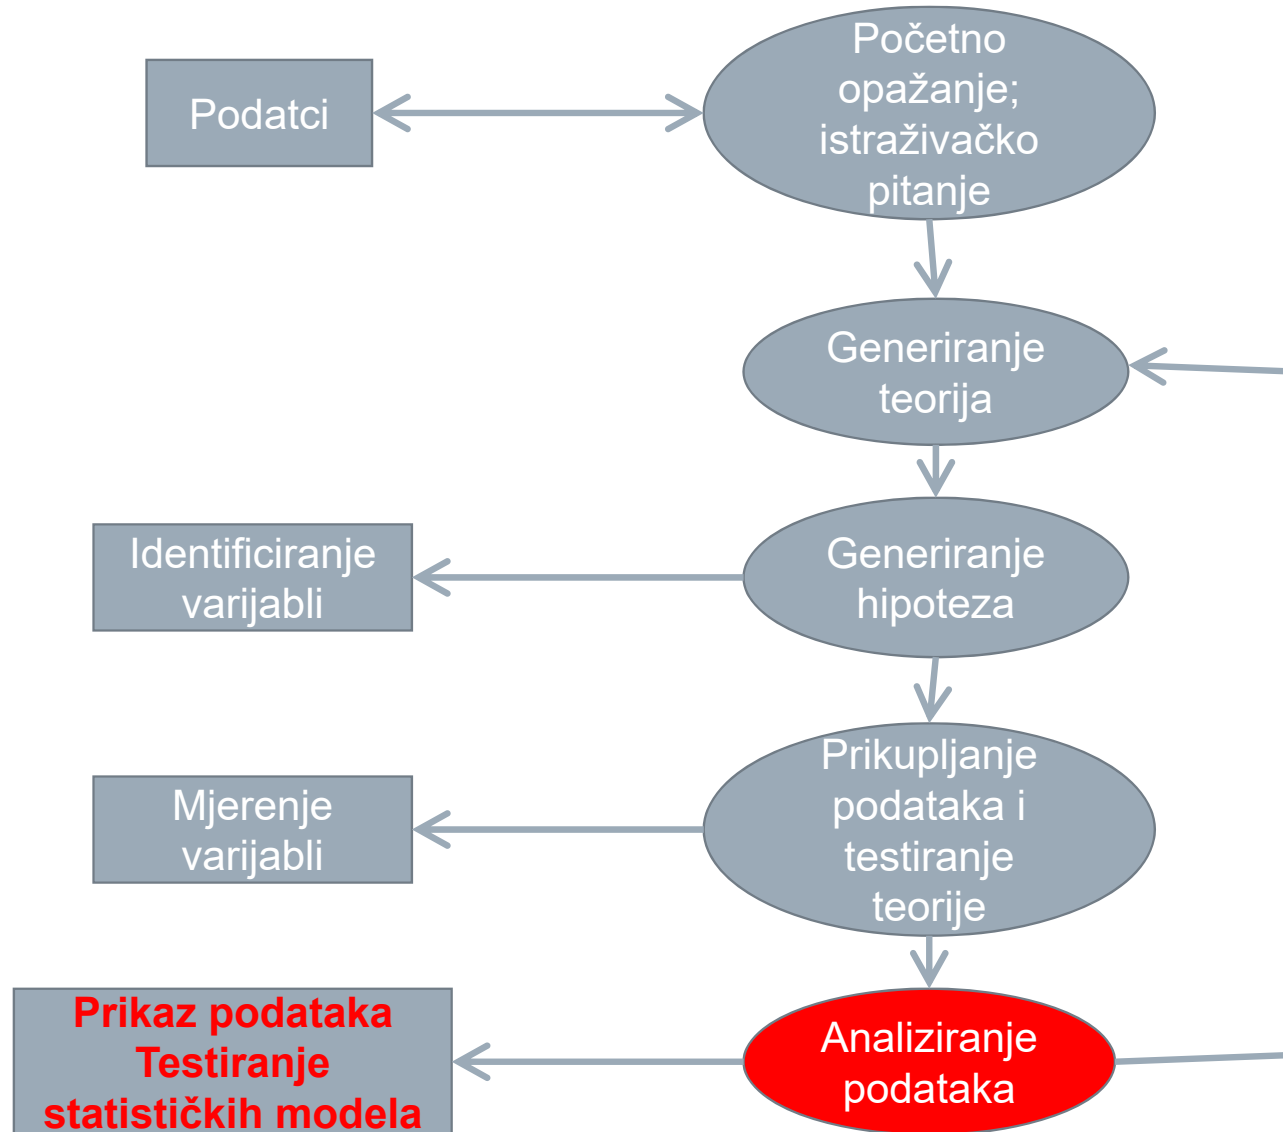 Podatci
Početno
opažanje;
istraživačko
pitanje
Generiranje
teorija
Identificiranje
varijabli
Generiranje
hipoteza
Mjerenje
varijabli
Prikupljanje
podataka i
testiranje
teorije
Prikaz podataka
Testiranje
statističkih modela
Analiziranje
podataka